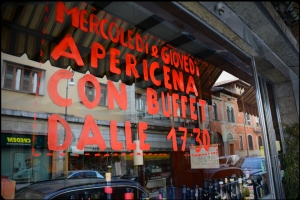 MERCOLEDI E GIOVEDI
APERICENA
CON BUFFET
DALLE 17.30